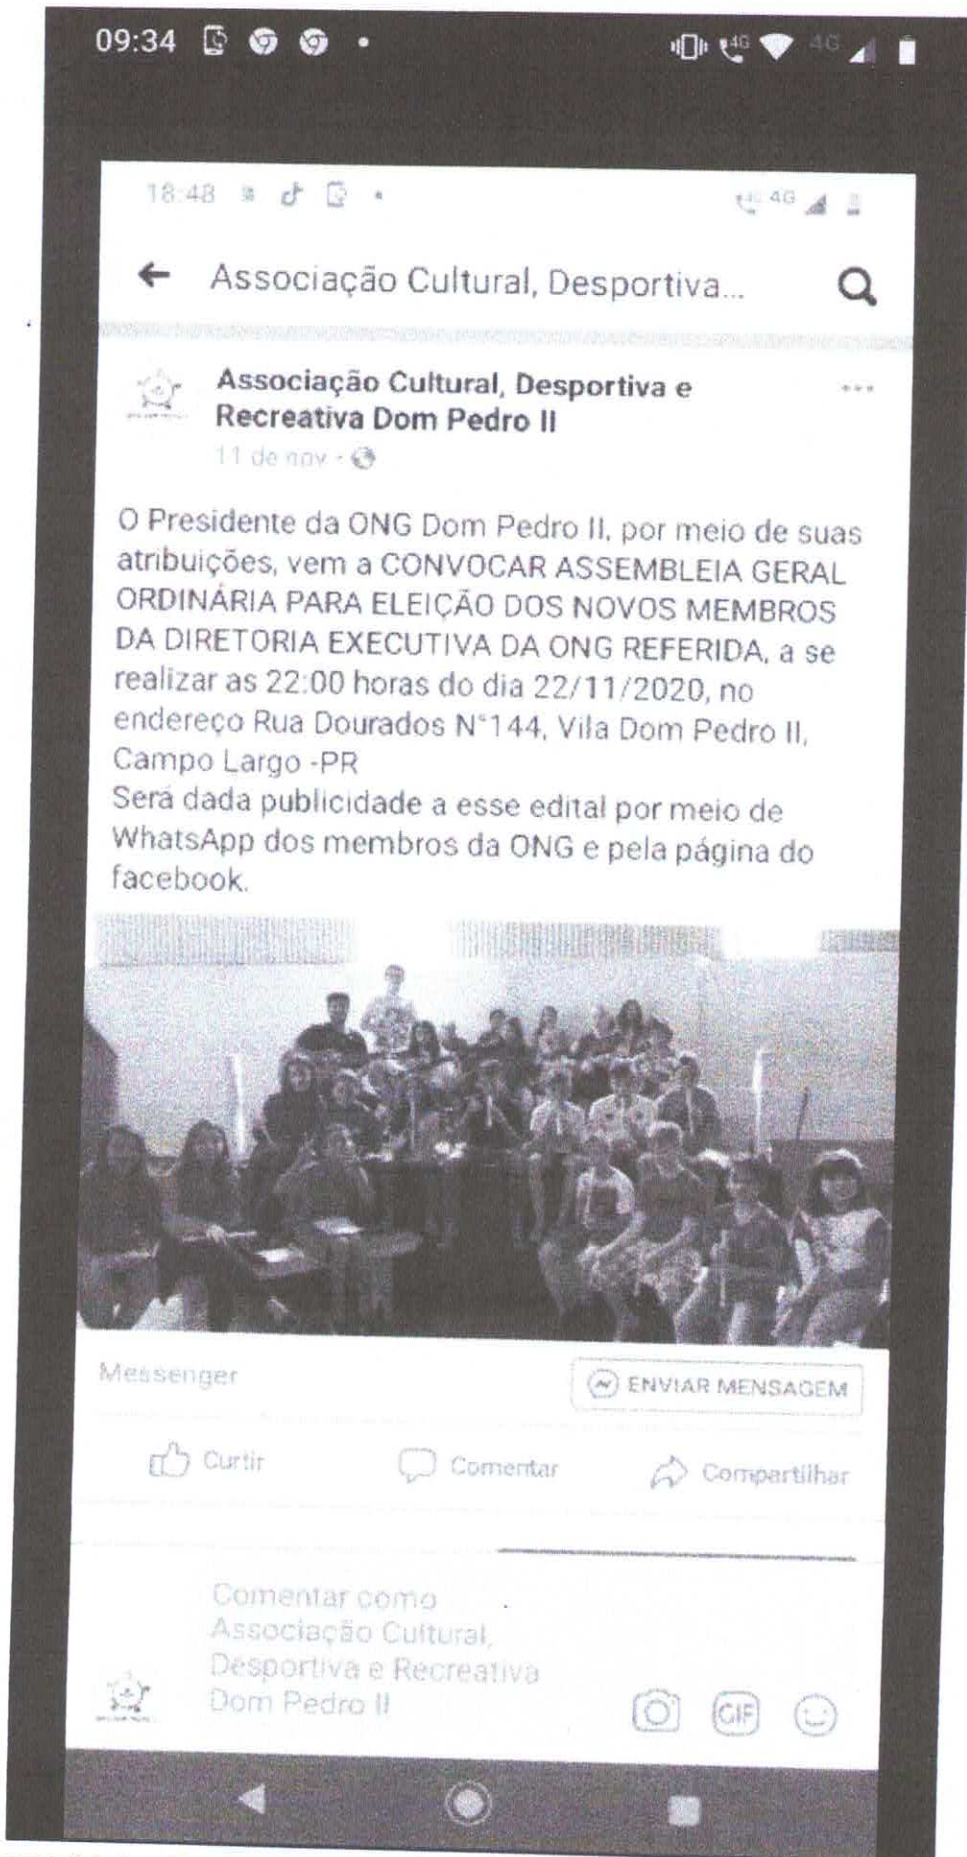 09:34
4G
4G
18:48
4G
Associação Cultural, Desportiva...
Associação Cultural, Desportiva e
Recreativa Dom Pedro II
11 de nov
O Presidente da ONG Dom Pedro II, por meio de suas
atribuições, vem a CONVOCAR ASSEMBLEIA GERAL
ORDINÁRIA PARA ELEIÇÃO DOS NOVOS MEMBROS
DA DIRETORIA EXECUTIVA DA ONG REFERIDA, a se
realizar as 22:00 horas do dia 22/11/2020, no
endereço Rua Dourados N°144, Vila Dom Pedro II,
Campo Largo -PR
Será dada publicidade a esse edital por meio de
WhatsApp dos membros da ONG e pela página do
facebook.
Messenger
ENVIAR MENSAGEM
Curtir
Comentar
Compartilhar
Comentar como
Associação Cultural,
Desportiva e Recreativa
Dom Pedro II
GIF